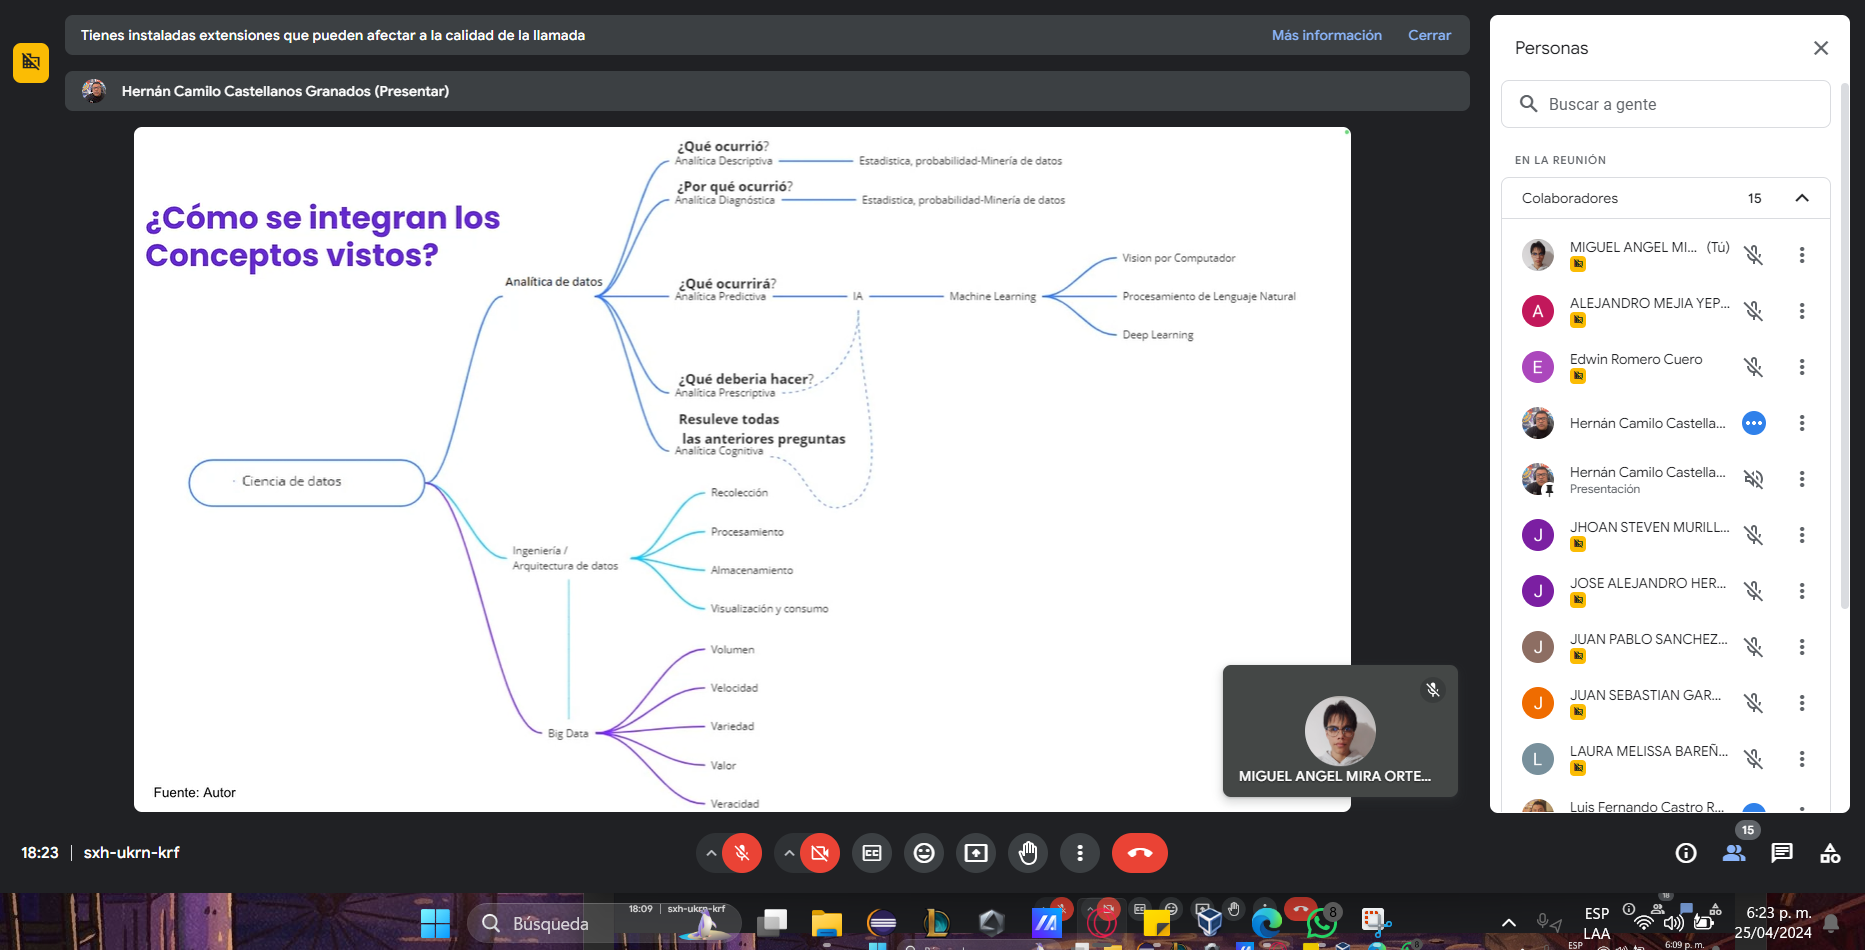 Tienes instaladas extensiones que pueden afectar a la calidad de la llamada
Más información
Cerrar
Hernán Camilo Castellanos Granados (Presentar)
¿Cómo se integran los
Conceptos vistos?
¿Qué ocurrió?
Analítica Descriptiva
Estadistica, probabilidad-Minería de datos
¿Por qué ocurrió?
Analítica Diagnóstica
Estadistica, probabilidad-Minería de datos
Analítica de datos
¿Qué ocurrirá?
Analítica Predictiva
IA
Machine Learning
Vision por Computador
Procesamiento de Lenguaje Natural
Deep Learning
¿Qué deberia hacer?
Analítica Prescriptiva
Resuleve todas
las anteriores preguntas
Analítica Cognitiva
Ciencia de datos
Ingeniería /
Arquitectura de datos
Recolección
Procesamiento
Almacenamiento
Visualización y consumo
Big Data
Volumen
Velocidad
Variedad
Valor
Veracidad
Fuente: Autor
MIGUEL ANGEL MIRA ORTE...
Personas
Buscar a gente
EN LA REUNIÓN
Colaboradores
15
MIGUEL ANGEL MI... (Tú)
A
ALEJANDRO MEJIA YEP...
E
Edwin Romero Cuero
Hernán Camilo Castella...
Hernán Camilo Castella...
Presentación
J
JHOAN STEVEN MURILL...
J
JOSE ALEJANDRO HER...
J
JUAN PABLO SANCHEZ...
J
JUAN SEBASTIAN GAR...
L
LAURA MELISSA BAREÑ...
Luis Fernando Castro R...
18:23 | sxh-ukrn-krf
15
18:09 | sxh-ukrn-krf
Búsqueda
8
ESP
LAA
6:23 p. m.
25/04/2024
ESP
6:09 p. m.